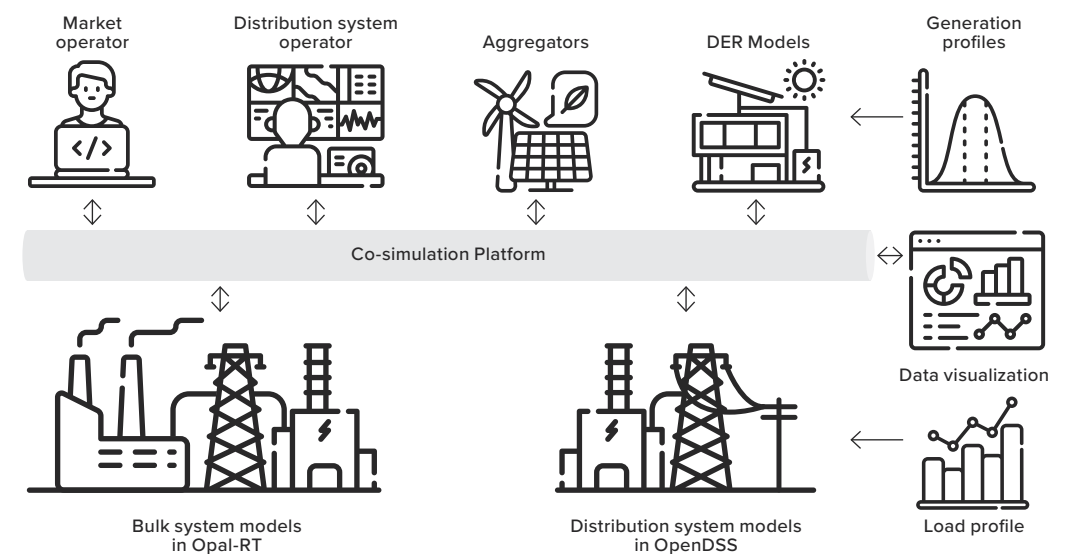 Market
operator
Distribution system
operator
Aggregators
DER Models
Generation
profiles
</>
Co-simulation Platform
Data visualization
Bulk system models
in Opal-RT
Distribution system models
in OpenDSS
Load profile